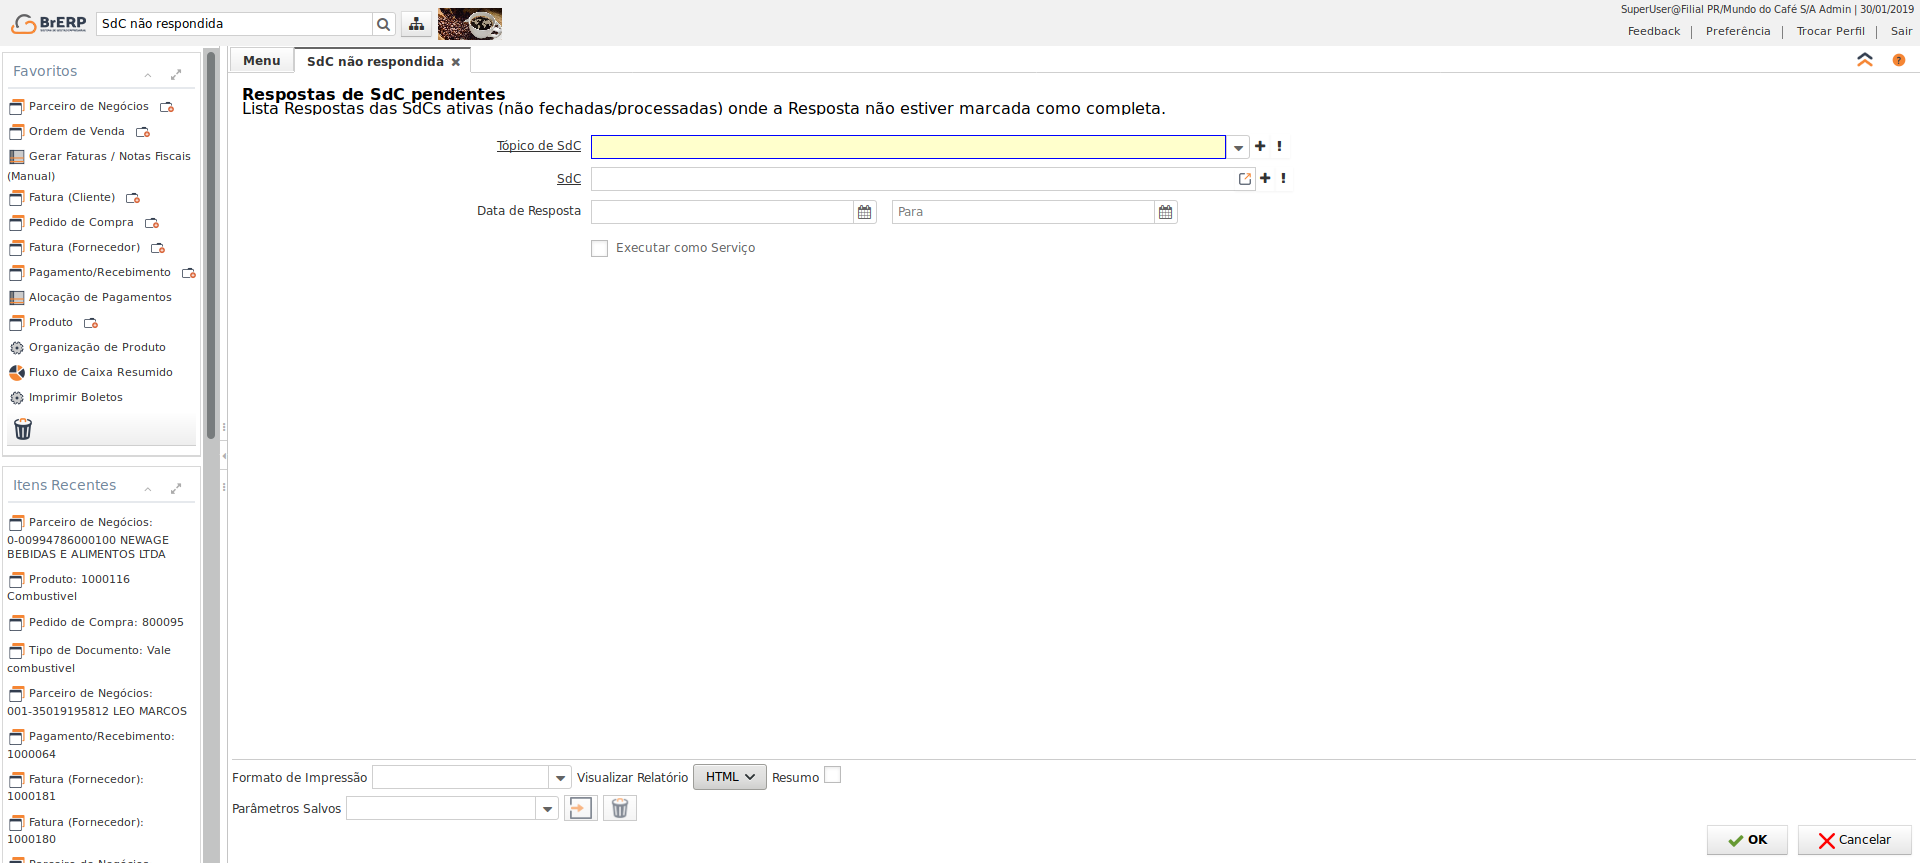 BrERP
SdC não respondida
SuperUser@Filial PR/Mundo do Café S/A Admin | 30/01/2019
Feedback | Preferência | Trocar Perfil | Sair
Favoritos
Parceiro de Negócios
Ordem de Venda
Gerar Faturas / Notas Fiscais
(Manual)
Fatura (Cliente)
Pedido de Compra
Fatura (Fornecedor)
Pagamento/Recebimento
Alocação de Pagamentos
Produto
Organização de Produto
Fluxo de Caixa Resumido
Imprimir Boletos
Itens Recentes
Parceiro de Negócios:
0-00994786000100 NEWAGE
BEBIDAS E ALIMENTOS LTDA
Produto: 1000116
Combustivel
Pedido de Compra: 800095
Tipo de Documento: Vale
combustivel
Parceiro de Negócios:
001-35019195812 LEO MARCOS
Pagamento/Recebimento:
1000064
Fatura (Fornecedor):
1000181
Fatura (Fornecedor):
1000180
Parceiro de Negócios
Menu
SdC não respondida
Respostas de SdC pendentes
Lista Respostas das SdCs ativas (não fechadas/processadas) onde a Resposta não estiver marcada como completa.
Tópico de SdC
SdC
Data de Resposta
Para
Executar como Serviço
Formato de Impressão
Visualizar Relatório
HTML
Resumo
Parâmetros Salvos
OK
Cancelar